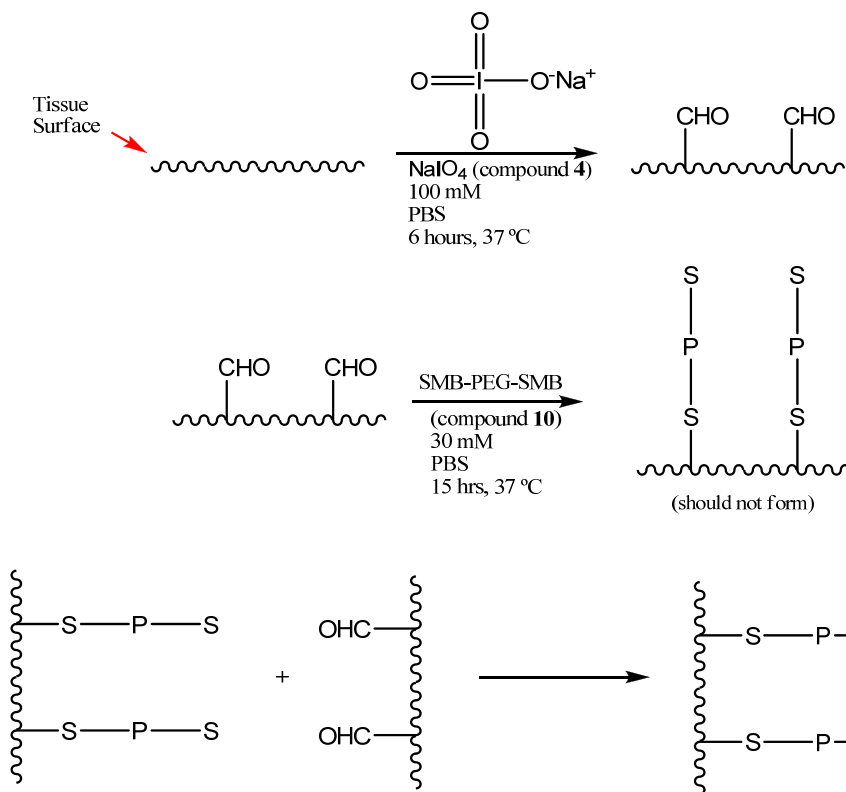 O
O
I
O⁻Na⁺
O
Tissue
Surface
CHO CHO
NaIO₄ (compound 4)
100 mM
PBS
6 hours, 37 ºC
S S
P P
S S
CHO CHO
SMB-PEG-SMB
(compound 10)
30 mM
PBS
15 hrs, 37 ºC
(should not form)
S P S
OHC
S P
+
S P S
OHC
S P